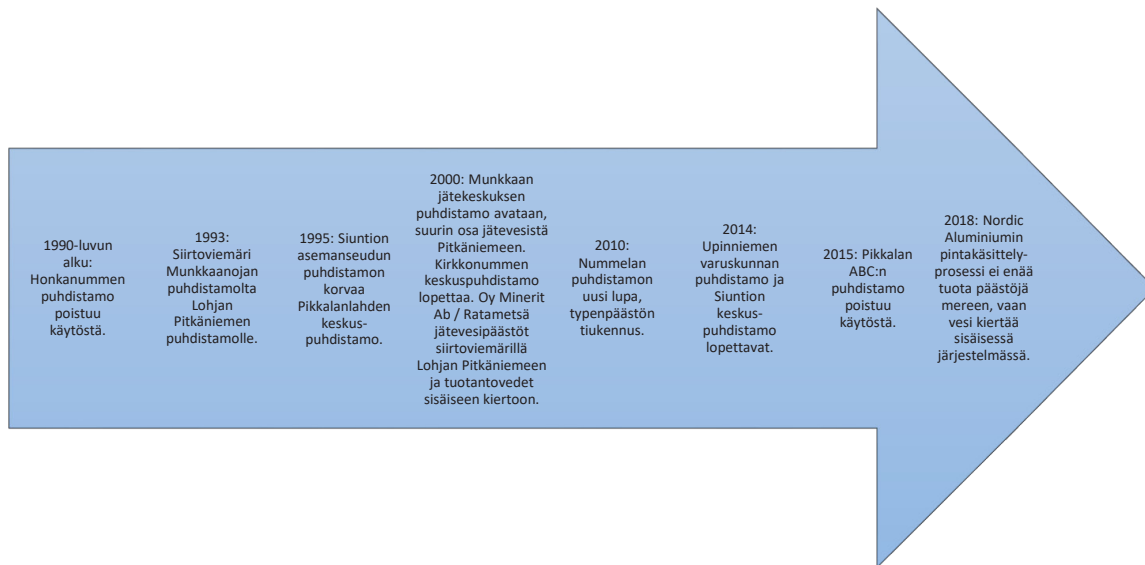 1990-luvun
alku:
Honkanummen
puhdistamo
poistuu
käytöstä.
1993:
Siirtoviemäri
Munkkaanojan
puhdistamolta
Lohjan
Pitkäniemen
puhdistamolle.
1995: Siuntion
asemanseudun
puhdistamon
korvaa
Pikkalanlahden
keskus-
puhdistamo.
2000: Munkkaan
jätekeskuksen
puhdistamo avataan,
suurin osa jätevesistä
Pitkäniemeen.
Kirkkonummen
keskuspuhdistamo
lopettaa. Oy Minerit
Ab / Ratametsä
jätevesipäästöt
siirtoviemärillä
Lohjan Pitkäniemeen
ja tuotantovedet
sisäiseen kiertoon.
2010:
Nummelan
puhdistamon
uusi lupa,
typenpäästön
tiukennus.
2014:
Upinniemen
varuskunnan
puhdistamo ja
Siuntion
keskus-
puhdistamo
lopettavat.
2015: Pikkalan
ABC:n
puhdistamo
poistuu
käytöstä.
2018: Nordic
Aluminiumin
pintakäsittely-
prosessi ei enää
tuota päästöjä
mereen, vaan
vesi kiertää
sisäisessä
järjestelmässä.